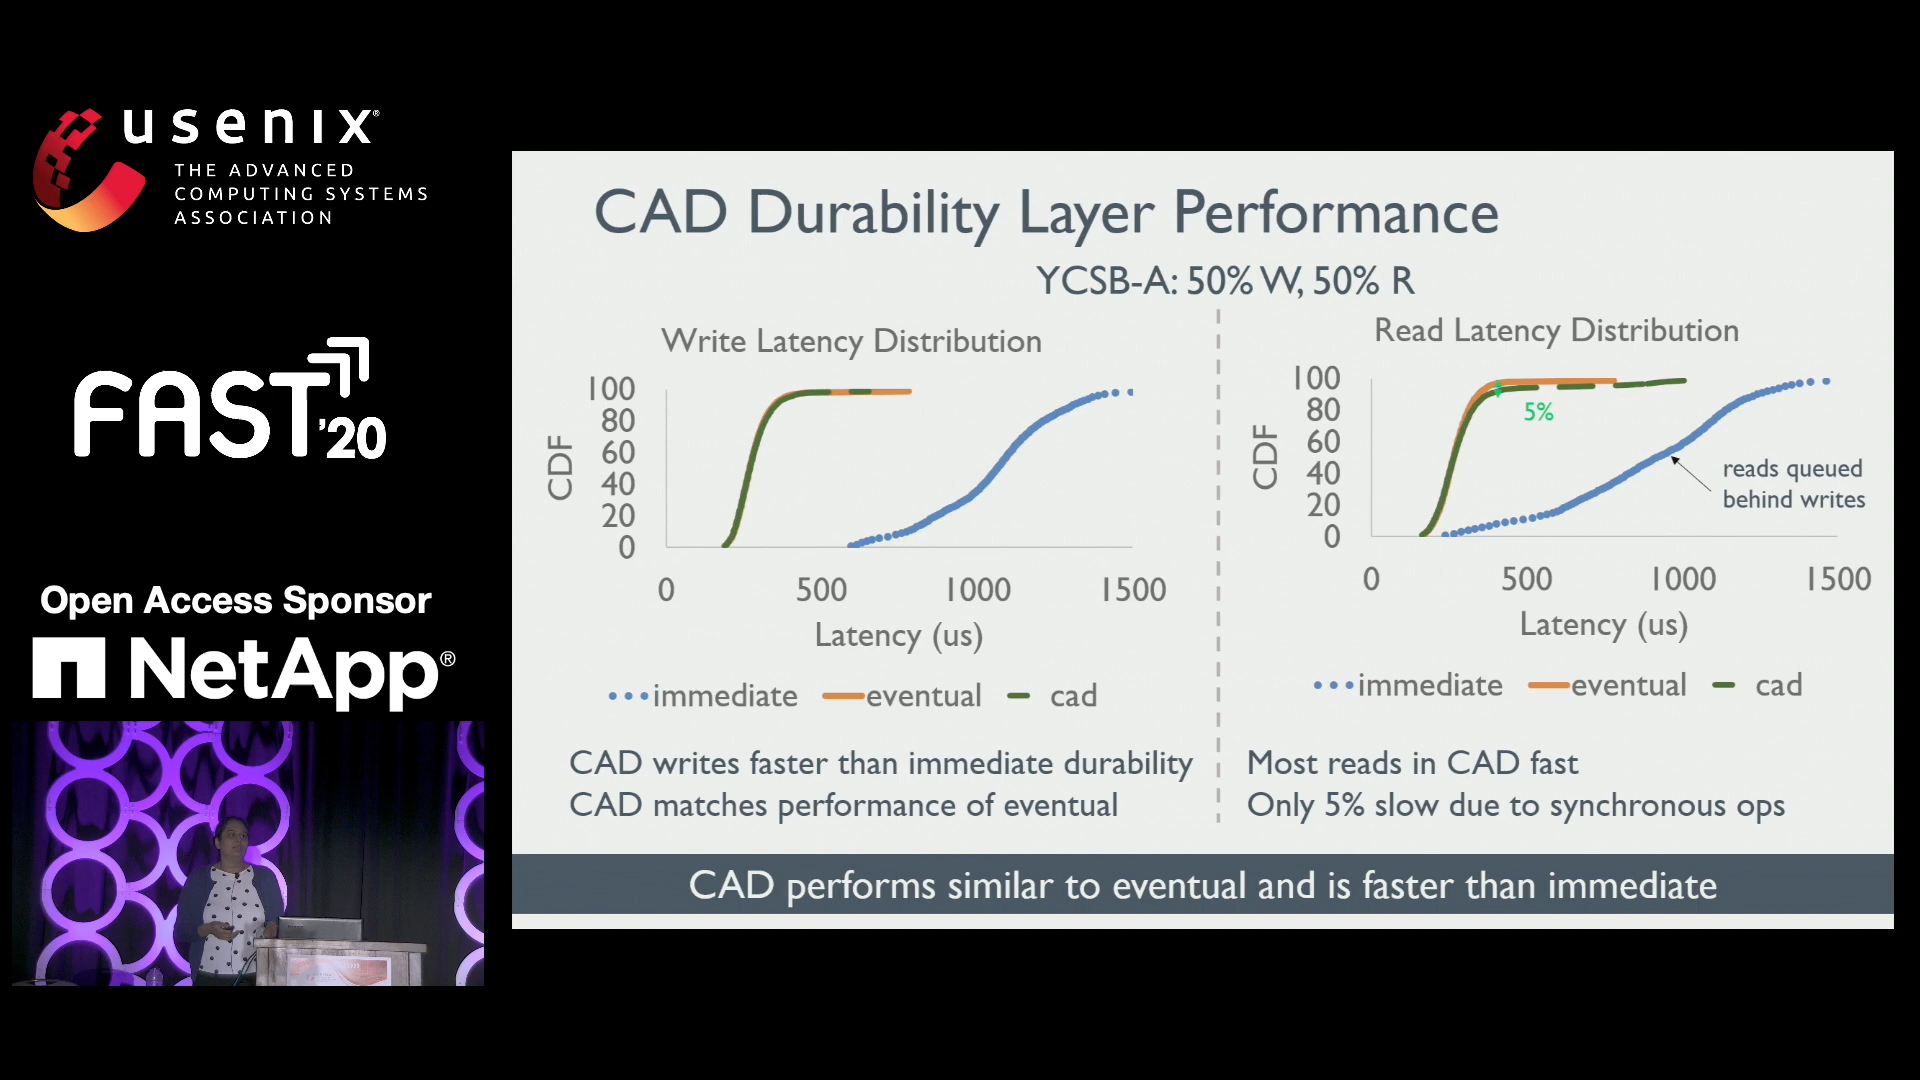 usenix®
THE ADVANCED
COMPUTING SYSTEMS
ASSOCIATION
FAST '20
Open Access Sponsor
NetApp®
CAD Durability Layer Performance
YCSB-A: 50% W, 50% R
Write Latency Distribution
100
80
60
40
20
0
CDF
0 500 1000 1500
Latency (us)
immediate eventual cad
CAD writes faster than immediate durability
CAD matches performance of eventual
Read Latency Distribution
100
80
60
40
20
0
CDF
5%
reads queued
behind writes
0 500 1000 1500
Latency (us)
immediate eventual cad
Most reads in CAD fast
Only 5% slow due to synchronous ops
CAD performs similar to eventual and is faster than immediate